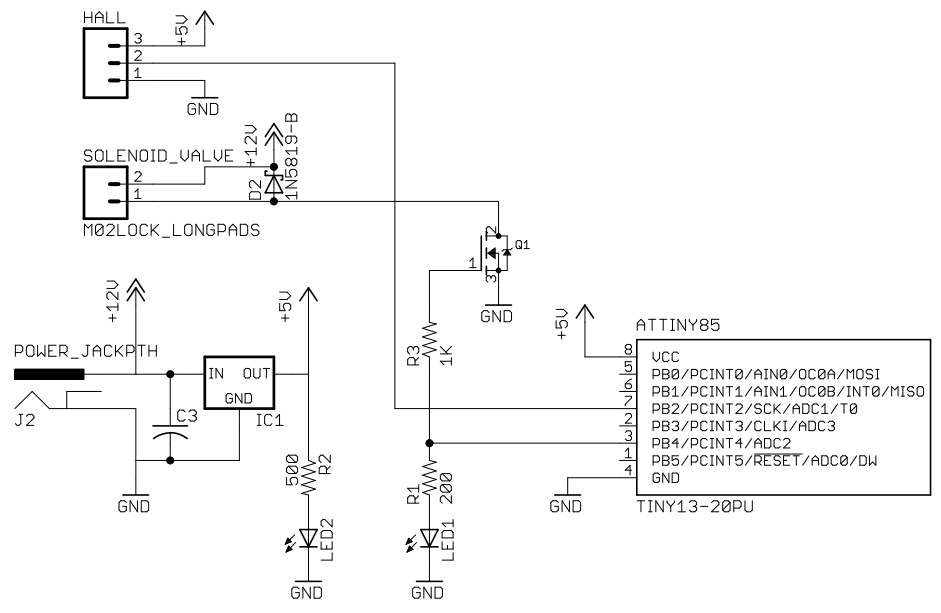 HALL
3
+5V
2
1
GND
SOLENOID_VALVE
+12V
1N5819-B
2
D2
1
M02LOCK_LONGPADS
2
Q1
1
3
GND
+12V
+5V
POWER_JACKPTH
IN OUT
GND
IC1
J2
C3
GND
500
R2
LED2
GND
R3
1K
R1
200
LED1
GND
+5V
ATTINY85
8 VCC
5 PB0/PCINT0/AIN0/OC0A/MOSI
6 PB1/PCINT1/AIN1/OC0B/INT0/MISO
7 PB2/PCINT2/SCK/ADC1/T0
2 PB3/PCINT3/CLKI/ADC3
3 PB4/PCINT4/ADC2
1 PB5/PCINT5/RESET/ADC0/DW
4 GND
GND
TINY13-20PU